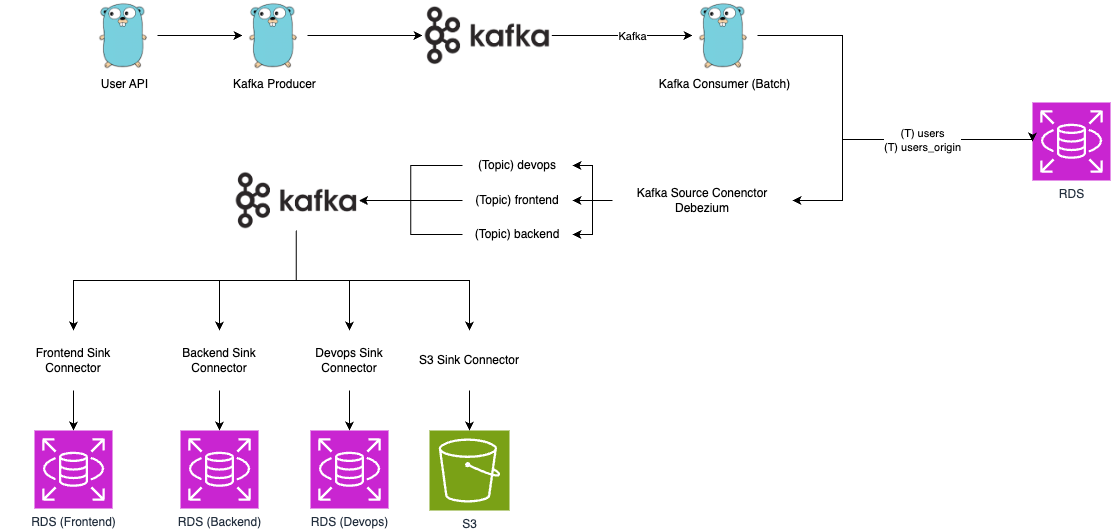 kafka
Kafka
User API
Kafka Producer
Kafka Consumer (Batch)
(T) users
(T) users_origin
RDS
(Topic) devops
(Topic) frontend
(Topic) backend
Kafka Source Conenctor
Debezium
kafka
Frontend Sink
Connector
Backend Sink
Connector
Devops Sink
Connector
S3 Sink Connector
RDS (Frontend)
RDS (Backend)
RDS (Devops)
S3